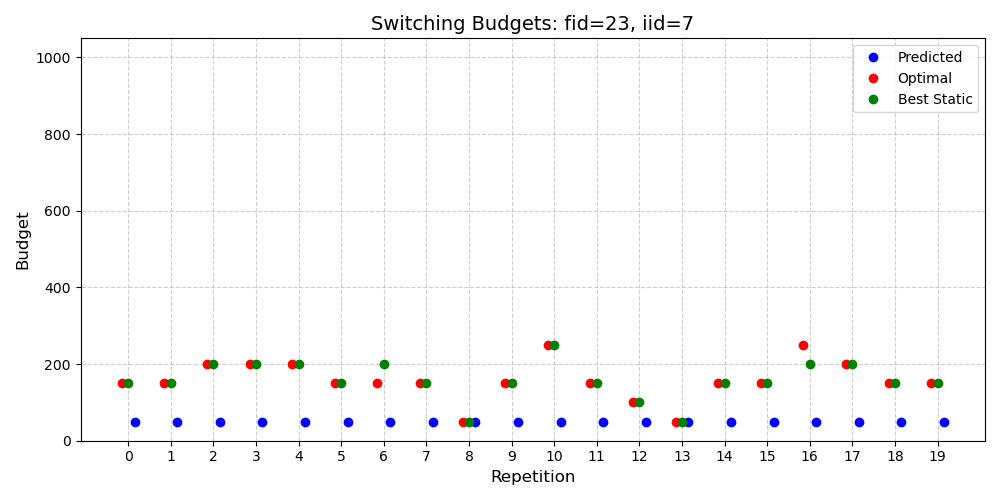 Switching Budgets: fid=23, iid=7
Predicted
Optimal
Best Static
Budget
1000
800
600
400
200
0
0 1 2 3 4 5 6 7 8 9 10 11 12 13 14 15 16 17 18 19
Repetition